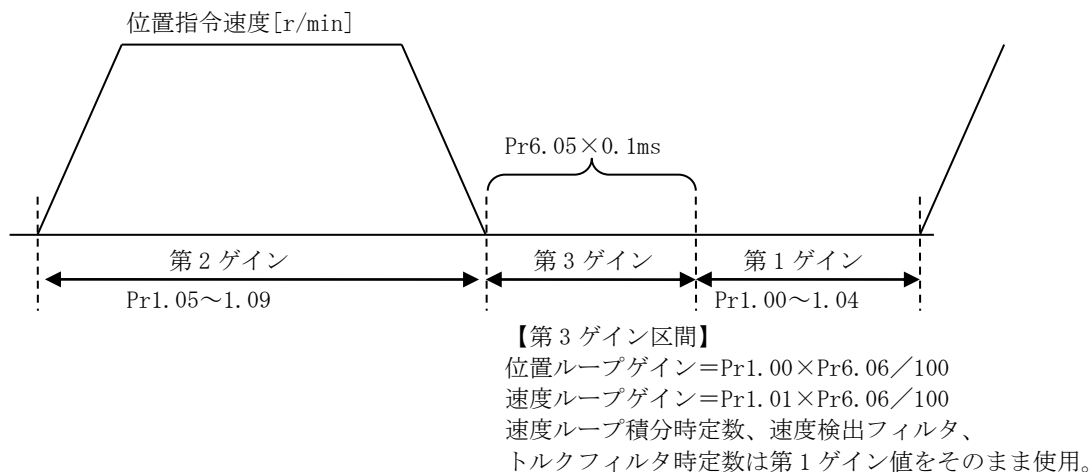 位置指令速度[r/min]
Pr6.05×0.1ms
第2ゲイン
第3ゲイン
第1ゲイン
Pr1.05～1.09
Pr1.00～1.04
【第3ゲイン区間】
位置ループゲイン＝Pr1.00×Pr6.06／100
速度ループゲイン＝Pr1.01×Pr6.06／100
速度ループ積分時定数、速度検出フィルタ、
トルクフィルタ時定数は第1ゲイン値をそのまま使用。